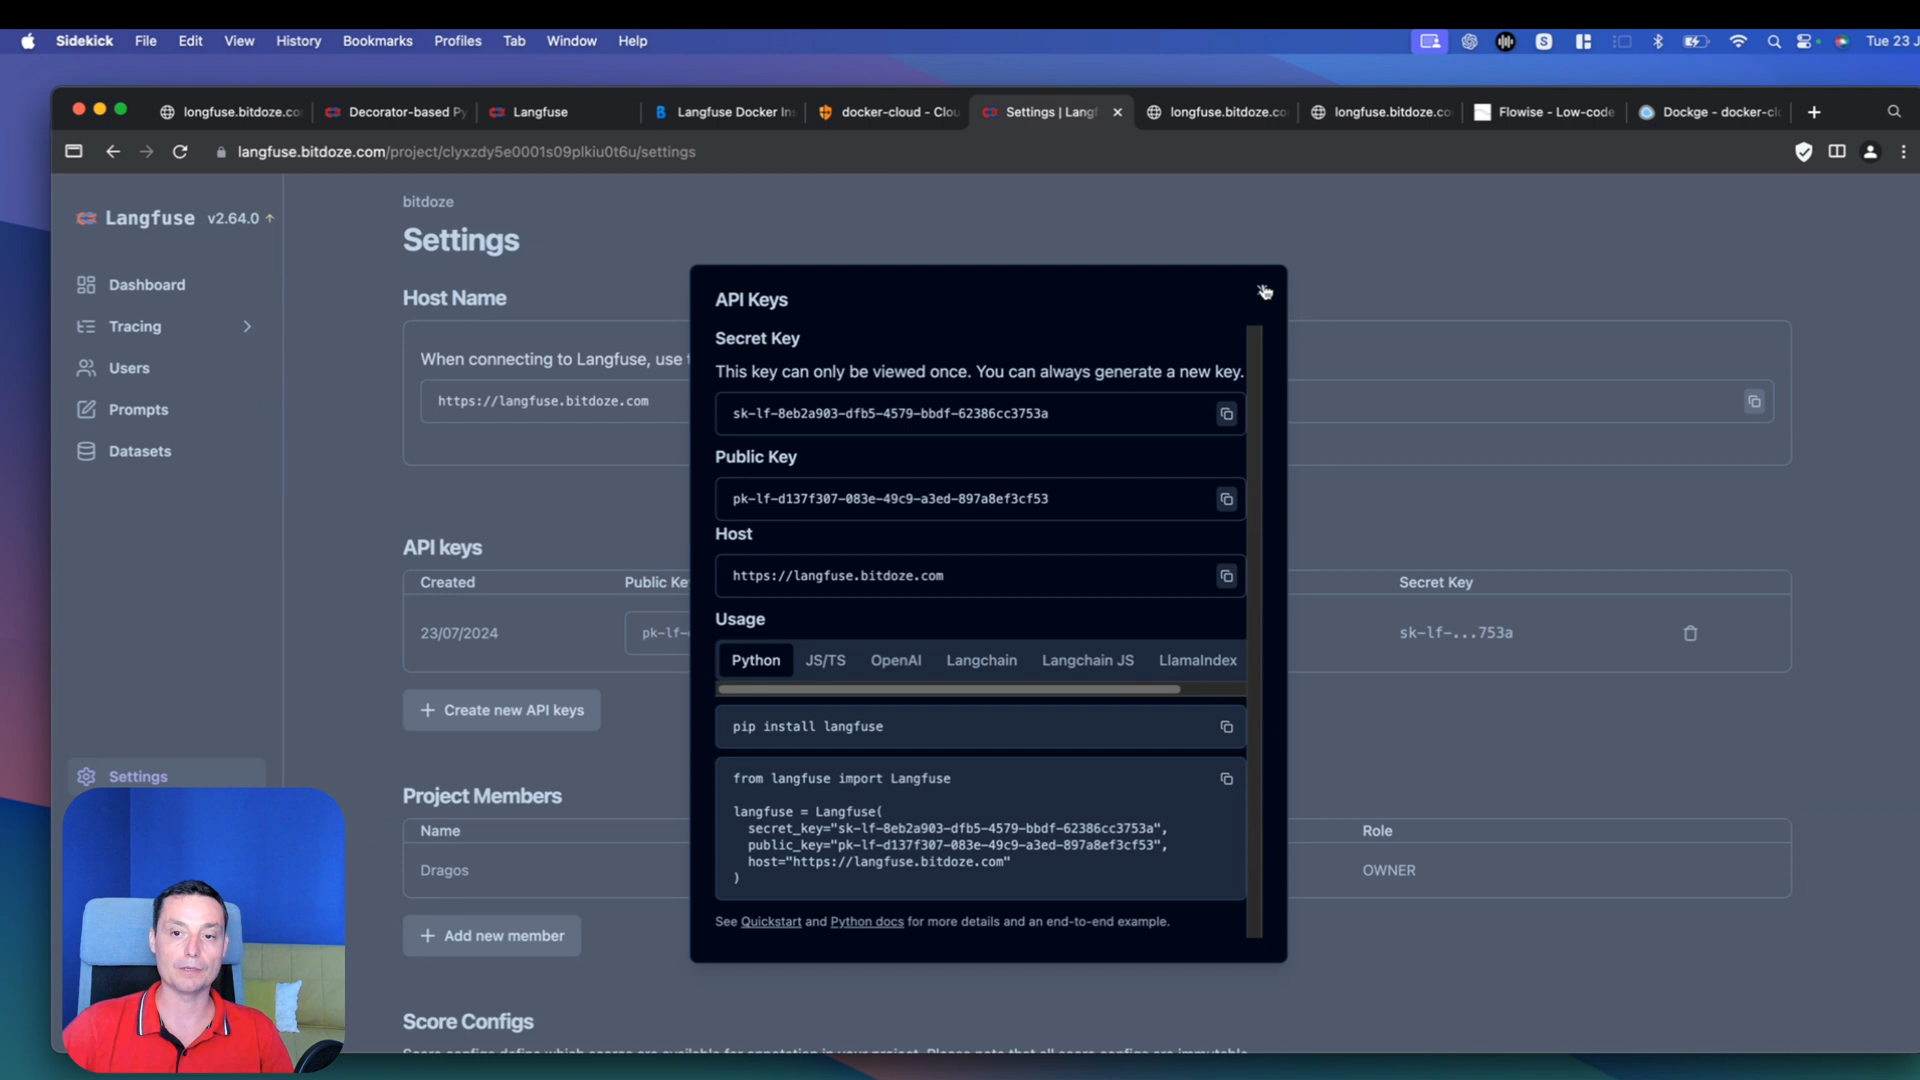 Sidekick File Edit View History Bookmarks Profiles Tab Window Help
Tue 23 J
longfuse.bitdoze.co
Decorator-based Py
Langfuse
Langfuse Docker Ins
docker-cloud - Clou
Settings | Langf
longfuse.bitdoze.co
longfuse.bitdoze.co
Flowise - Low-code
Dockge - docker-cl
langfuse.bitdoze.com/project/clyxzdy5e0001s09plkiu0t6u/settings
Langfuse v2.64.0
Dashboard
Tracing
Users
Prompts
Datasets
Settings
bitdoze
Settings
Host Name
When connecting to Langfuse, use
https://langfuse.bitdoze.com
API keys
Created Public Ke Secret Key
23/07/2024 pk-lf- sk-lf-...753a
+ Create new API keys
Project Members
Name Role
Dragos OWNER
+ Add new member
Score Configs
API Keys
Secret Key
This key can only be viewed once. You can always generate a new key.
sk-lf-8eb2a903-dfb5-4579-bbdf-62386cc3753a
Public Key
pk-lf-d137f307-083e-49c9-a3ed-897a8ef3cf53
Host
https://langfuse.bitdoze.com
Usage
Python JS/TS OpenAI Langchain Langchain JS LlamaIndex
pip install langfuse
from langfuse import Langfuse
langfuse = Langfuse(
secret_key="sk-lf-8eb2a903-dfb5-4579-bbdf-62386cc3753a",
public_key="pk-lf-d137f307-083e-49c9-a3ed-897a8ef3cf53",
host="https://langfuse.bitdoze.com"
)
See Quickstart and Python docs for more details and an end-to-end example.